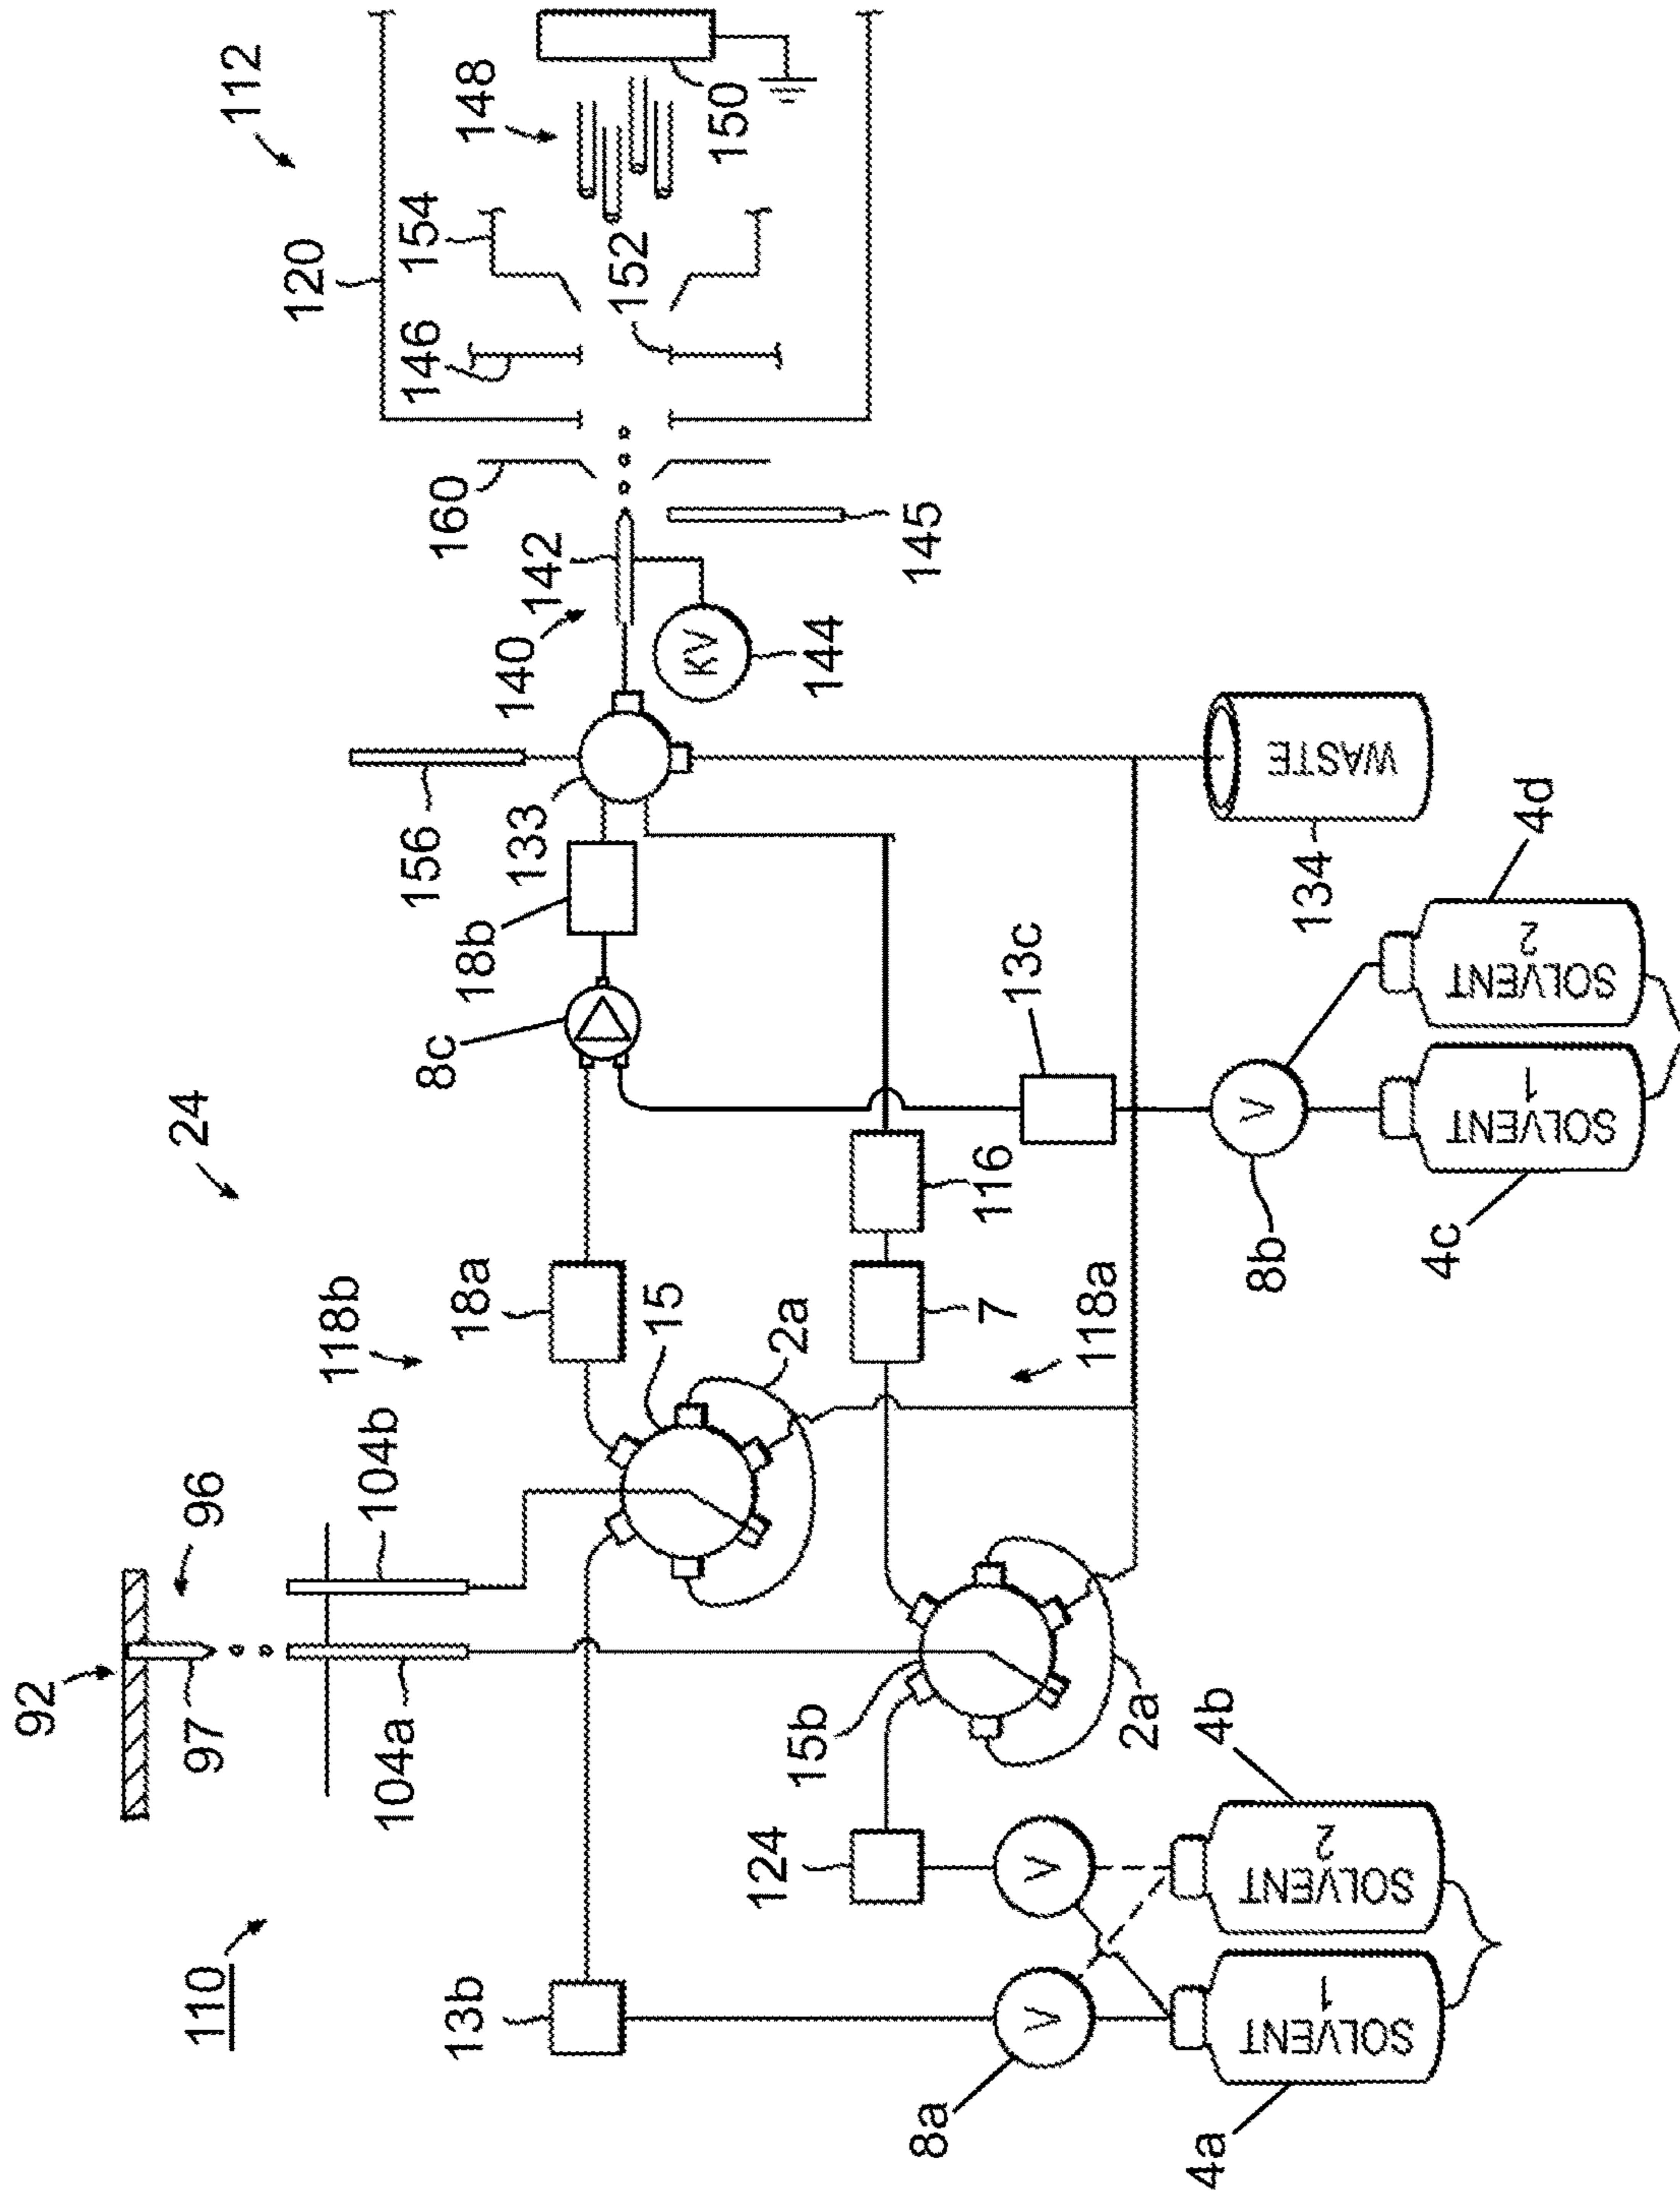 110
92
97
96
104a
104b
118b
24
18a
15
2a
8c
18b
156
133
140
142
160
146
120
154
152
148
112
150
145
144
KV
13b
124
15b
2a
7
118a
116
13c
8a
V
V
4a
SOLVENT
1
4b
SOLVENT
2
8b
V
4c
SOLVENT
1
4d
SOLVENT
2
134
WASTE